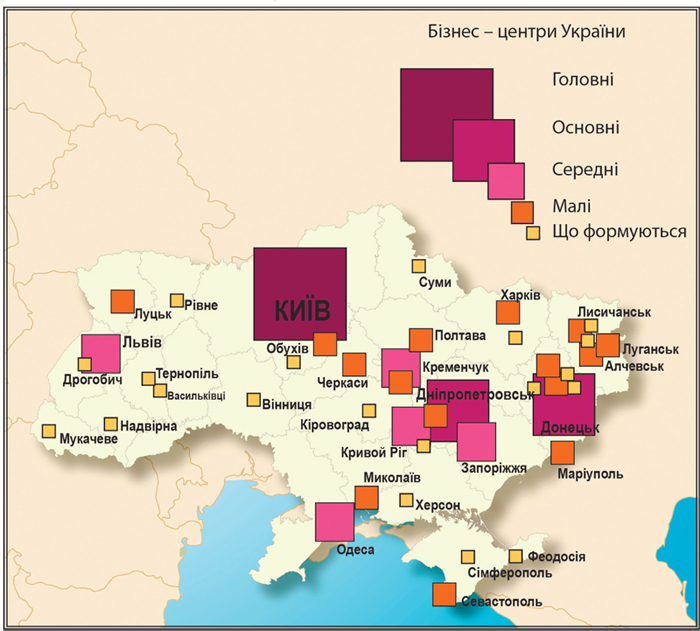 Бізнес – центри України
Головні
Основні
Середні
Малі
Що формуються
Суми
КИЇВ
Харків
Луцьк
Рівне
Лисичанськ
Полтава
Львів
Обухів
Луганськ
Кременчук
Алчевськ
Дрогобич
Тернопіль
Черкаси
Васильківці
Дніпропетровськ
Вінниця
Надвірна
Кіровоград
Донецьк
Мукачеве
Кривой Ріг
Запоріжжя
Маріуполь
Миколаїв
Херсон
Одеса
Феодосія
Сімферополь
Севастополь